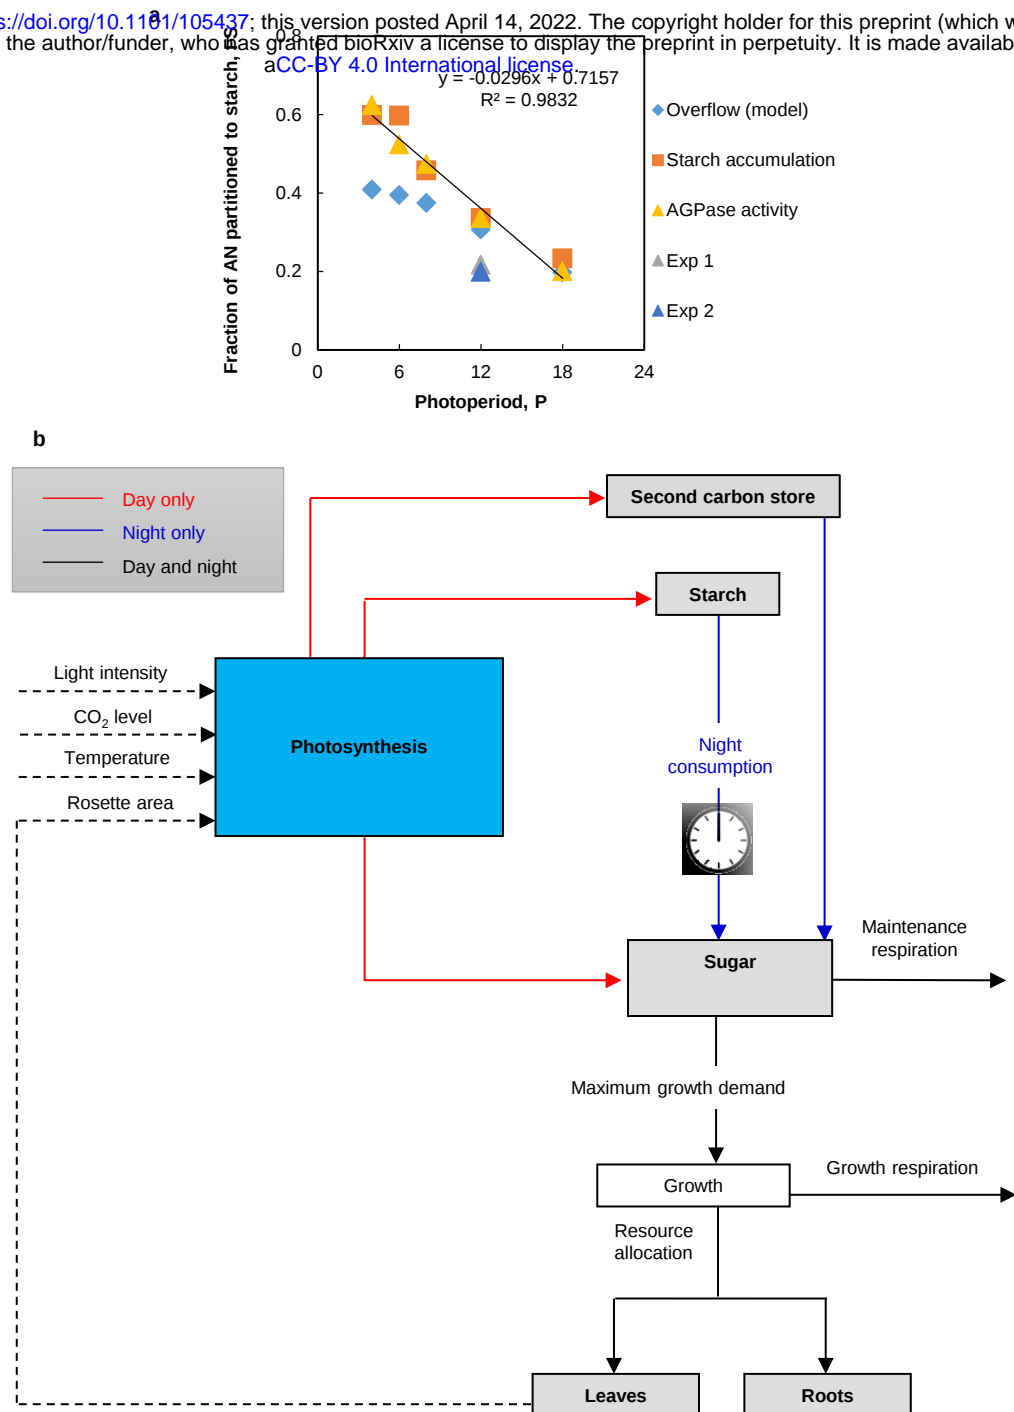 s://doi.org/10.1101/105437; this version posted April 14, 2022. The copyright holder for this preprint (which w
the author/funder, who has granted bioRxiv a license to display the preprint in perpetuity. It is made availab
aCC-BY 4.0 International license.
a
Fraction of AN partitioned to starch, FS
0.8
0.6
0.4
0.2
0
y = -0.0296x + 0.7157
R² = 0.9832
0 6 12 18 24
Photoperiod, P
Overflow (model)
Starch accumulation
AGPase activity
Exp 1
Exp 2
b
Day only
Night only
Day and night
Second carbon store
Starch
Light intensity
CO₂ level
Temperature
Rosette area
Photosynthesis
Night
consumption
Sugar
Maintenance
respiration
Maximum growth demand
Growth
Growth respiration
Resource
allocation
Leaves
Roots